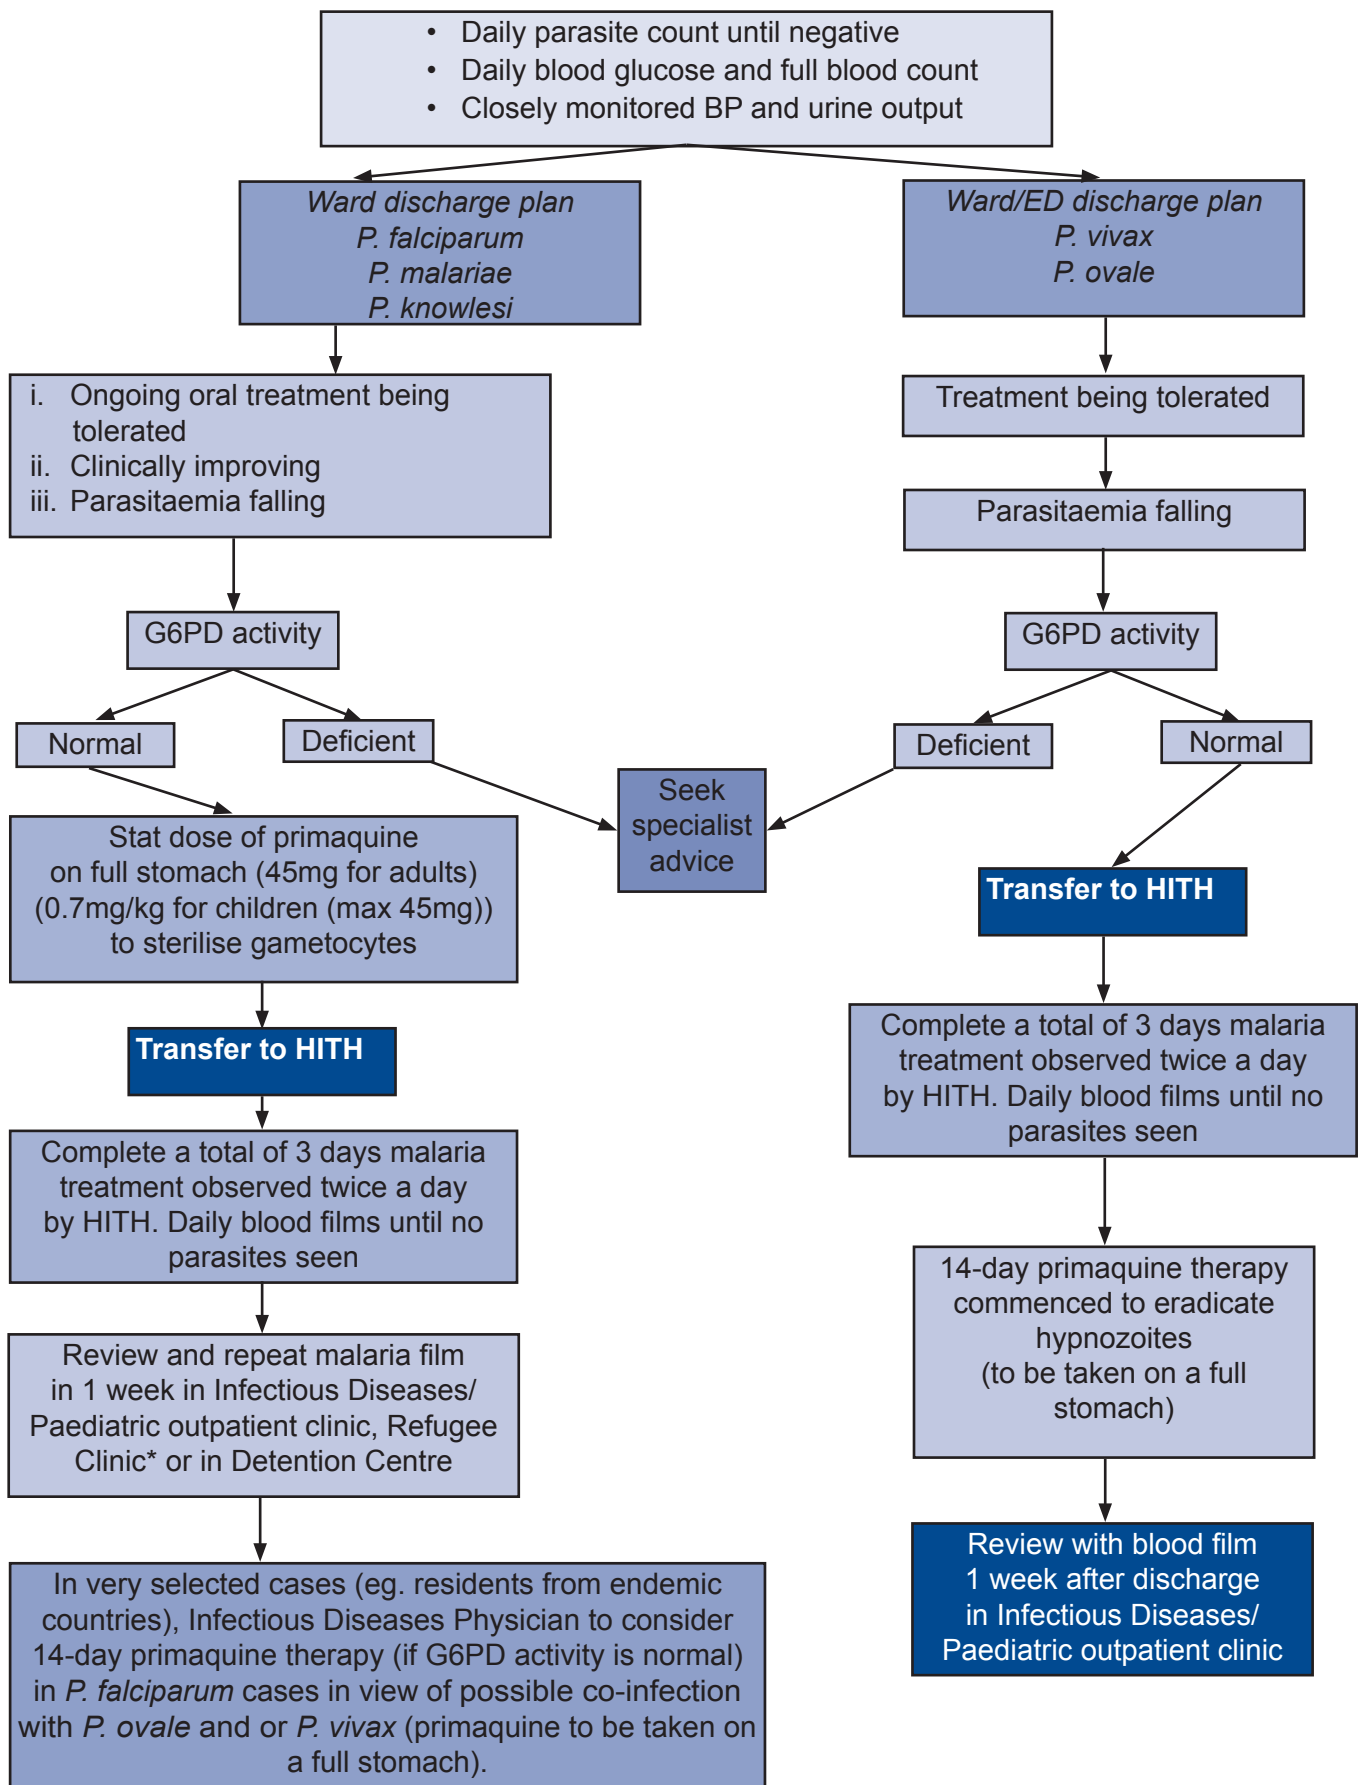 • Daily parasite count until negative
• Daily blood glucose and full blood count
• Closely monitored BP and urine output
Ward discharge plan
P. falciparum
P. malariae
P. knowlesi
Ward/ED discharge plan
P. vivax
P. ovale
i. Ongoing oral treatment being
tolerated
ii. Clinically improving
iii. Parasitaemia falling
Treatment being tolerated
Parasitaemia falling
G6PD activity
G6PD activity
Normal
Deficient
Deficient
Normal
Seek
specialist
advice
Stat dose of primaquine
on full stomach (45mg for adults)
(0.7mg/kg for children (max 45mg))
to sterilise gametocytes
Transfer to HITH
Transfer to HITH
Complete a total of 3 days malaria
treatment observed twice a day
by HITH. Daily blood films until no
parasites seen
Complete a total of 3 days malaria
treatment observed twice a day
by HITH. Daily blood films until no
parasites seen
14-day primaquine therapy
commenced to eradicate
hypnozoites
(to be taken on a full
stomach)
Review and repeat malaria film
in 1 week in Infectious Diseases/
Paediatric outpatient clinic, Refugee
Clinic* or in Detention Centre
Review with blood film
1 week after discharge
in Infectious Diseases/
Paediatric outpatient clinic
In very selected cases (eg. residents from endemic
countries), Infectious Diseases Physician to consider
14-day primaquine therapy (if G6PD activity is normal)
in P. falciparum cases in view of possible co-infection
with P. ovale and or P. vivax (primaquine to be taken on
a full stomach).